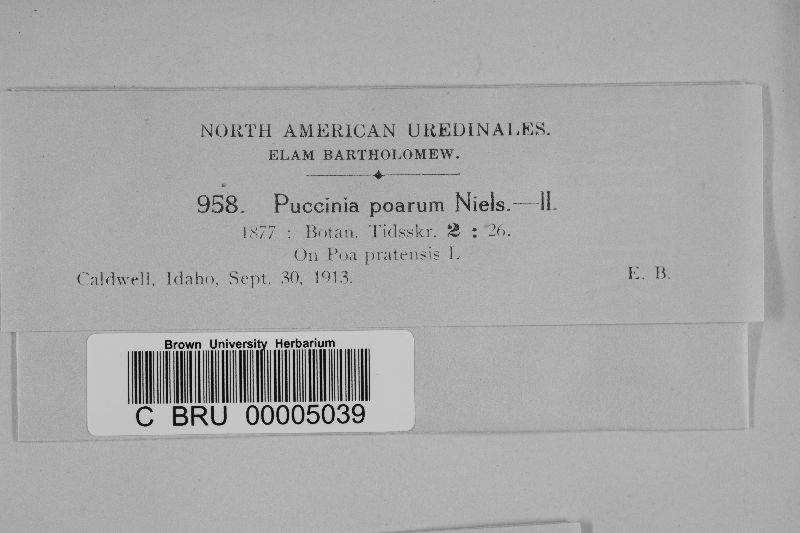 NORTH AMERICAN UREDINALES.
ELAM BARTHOLOMEW.
958. Puccinia poarum Niels.—II.
1877 : Botan. Tidsskr. 2 : 26.
On Poa pratensis L
Caldwell, Idaho, Sept. 30, 1913. E. B.
Brown University Herbarium
C BRU 00005039